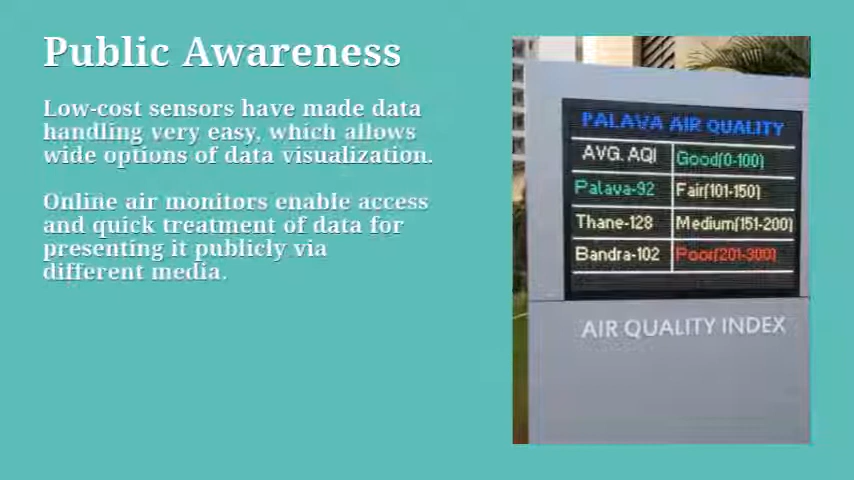 Public Awareness
Low-cost sensors have made data
handling very easy, which allows
wide options of data visualization.
Online air monitors enable access
and quick treatment of data for
presenting it publicly via
different media.
PALAVA AIR QUALITY
AVG. AQI Good(0-100)
Palava-92 Fair(101-150)
Thane-128 Medium(151-200)
Bandra-102 Poor(201-300)
AIR QUALITY INDEX